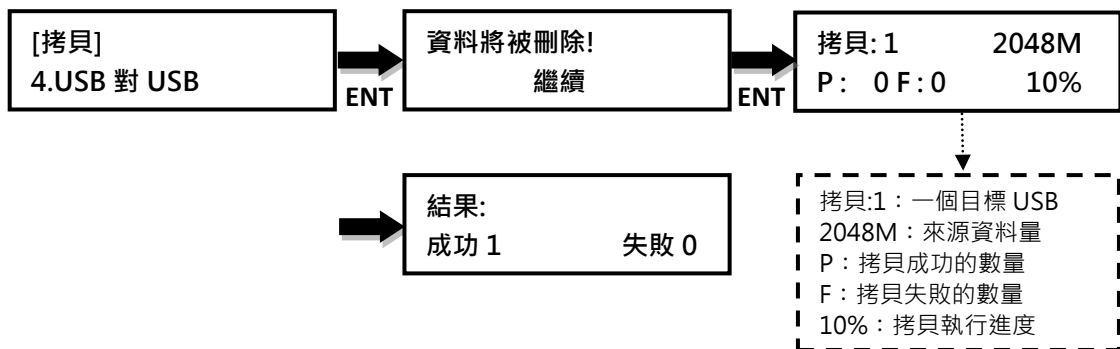 [拷貝]
4.USB 對 USB
ENT
資料將被刪除!
繼續
ENT
拷貝: 1 2048M
P : 0 F : 0 10%
結果:
成功 1 失敗 0
拷貝:1：一個目標 USB
2048M：來源資料量
P：拷貝成功的數量
F：拷貝失敗的數量
10%：拷貝執行進度